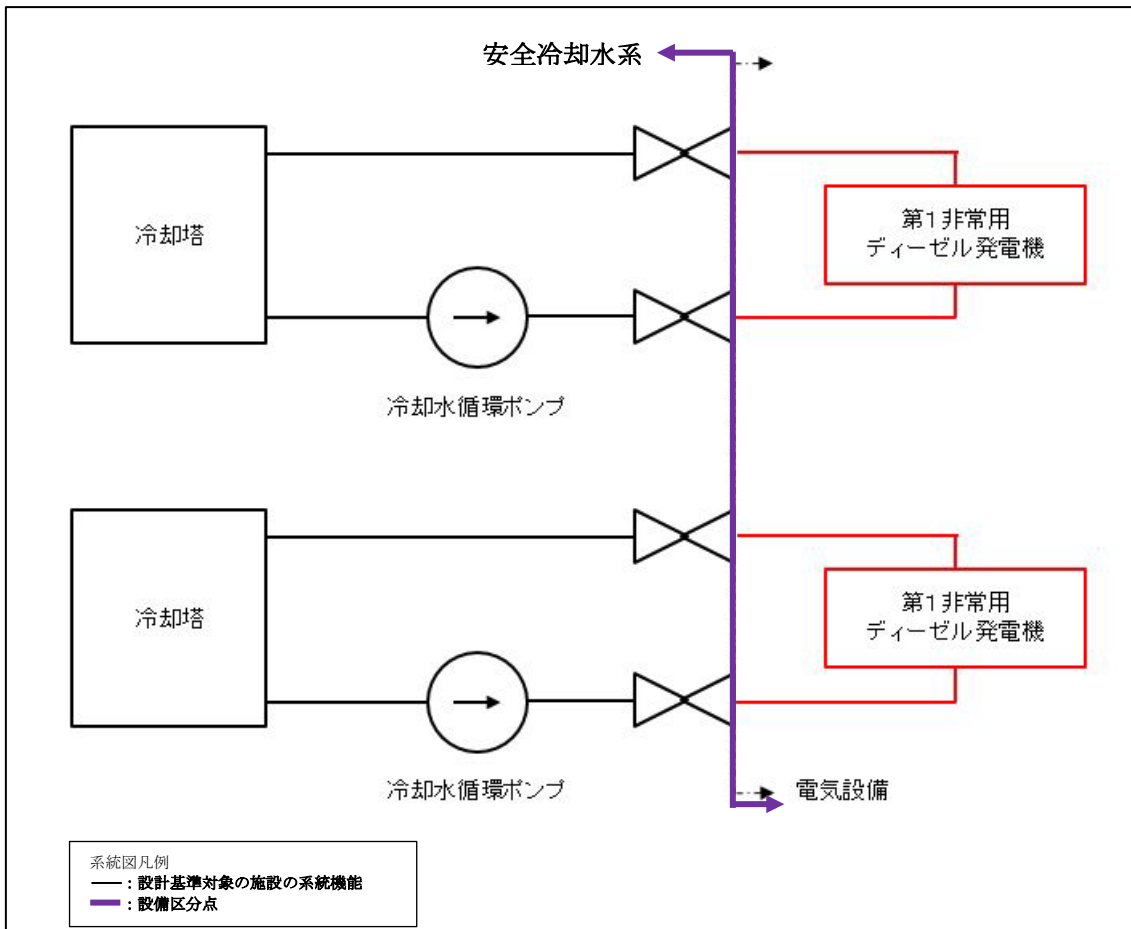 安全冷却水系
冷却塔
第1非常用
ディーゼル発電機
冷却水循環ポンプ
冷却塔
第1非常用
ディーゼル発電機
冷却水循環ポンプ
電気設備
系統図凡例
：設計基準対象の施設の系統機能
：設備区分点